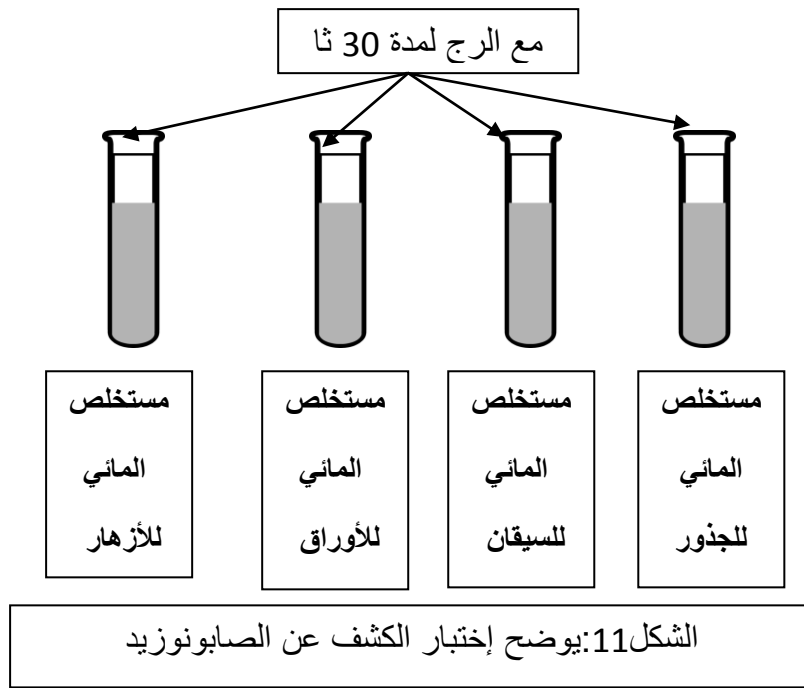 مع الرج لمدة 30 ثا
مستخلص
المائي
للجذور
مستخلص
المائي
للسيقان
مستخلص
المائي
للأوراق
مستخلص
المائي
للأزهار
الشكل11:يوضح إختبار الكشف عن الصابونوزيد